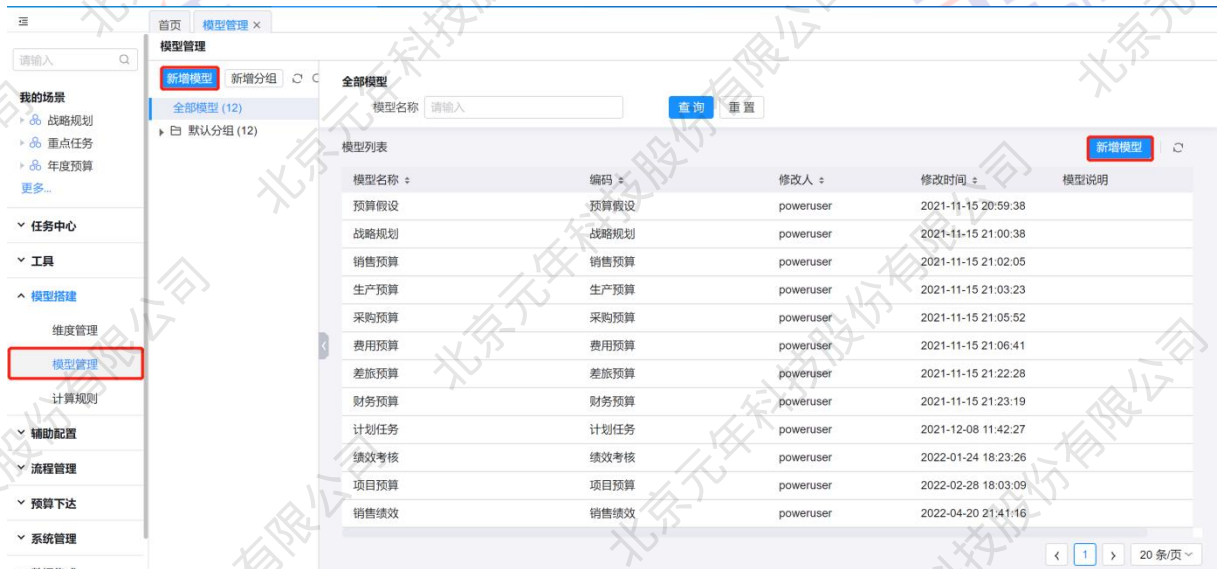 首页 模型管理 ×
请输入
我的场景
战略规划
重点任务
年度预算
更多...
任务中心
工具
模型搭建
维度管理
模型管理
计算规则
辅助配置
流程管理
预算下达
系统管理
模型管理
新增模型 新增分组
全部模型 (12)
默认分组 (12)
全部模型
模型名称 请输入 查询 重置
模型列表 新增模型
模型名称 编码 修改人 修改时间 模型说明
预算假设 预算假设 poweruser 2021-11-15 20:59:38
战略规划 战略规划 poweruser 2021-11-15 21:00:38
销售预算 销售预算 poweruser 2021-11-15 21:02:05
生产预算 生产预算 poweruser 2021-11-15 21:03:23
采购预算 采购预算 poweruser 2021-11-15 21:05:52
费用预算 费用预算 poweruser 2021-11-15 21:06:41
差旅预算 差旅预算 poweruser 2021-11-15 21:22:28
财务预算 财务预算 poweruser 2021-11-15 21:23:19
计划任务 计划任务 poweruser 2021-12-08 11:42:27
绩效考核 绩效考核 poweruser 2022-01-24 18:23:26
项目预算 项目预算 poweruser 2022-02-28 18:03:09
销售绩效 销售绩效 poweruser 2022-04-20 21:41:16
1 20 条/页
北京元年科技股份有限公司